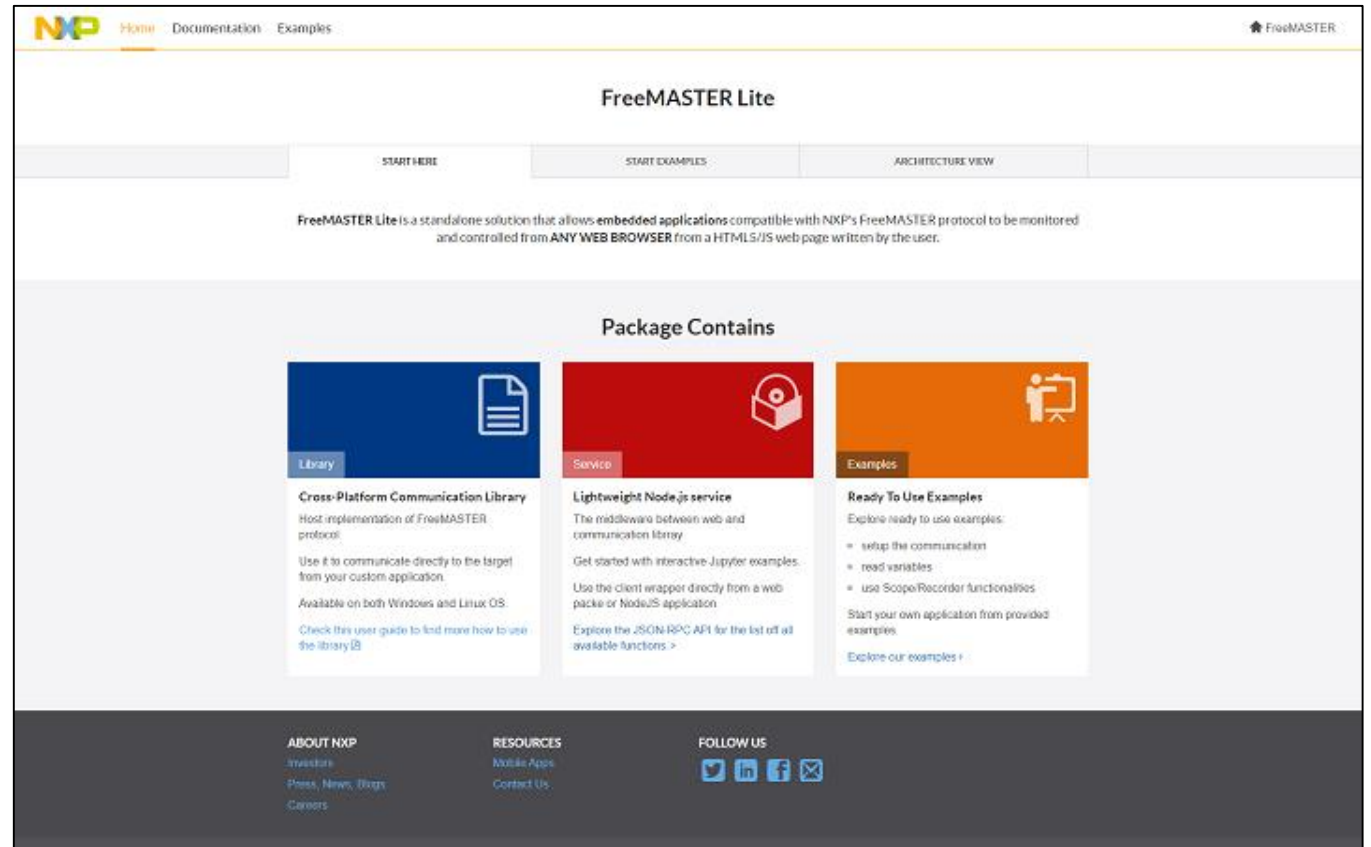 NXP Home Documentation Examples FreeMASTER
FreeMASTER Lite
START HERE START EXAMPLES ARCHITECTURE VIEW
FreeMASTER Lite is a standalone solution that allows embedded applications compatible with NXP's FreeMASTER protocol to be monitored
and controlled from ANY WEB BROWSER from a HTML5/JS web page written by the user.
Package Contains
Library
Cross-Platform Communication Library
Host implementation of FreeMASTER
protocol
Use it to communicate directly to the target
from your custom application.
Available on both Windows and Linux OS.
Check this user guide to find more how to use
the library
Service
Lightweight Node.js service
The middleware between web and
communication library
Get started with interactive Jupyter examples.
Use the client wrapper directly from a web
packe or NodeJS application
Explore the JSON-RPC API for the list off all
available functions. >
Examples
Ready To Use Examples
Explore ready to use examples:
setup the communication
read variables
use Scope/Recorder functionalities
Start your own application from provided
examples.
Explore our examples ›
ABOUT NXP
Investors
Press, News, Blogs
Careers
RESOURCES
Mobile Apps
Contact Us
FOLLOW US